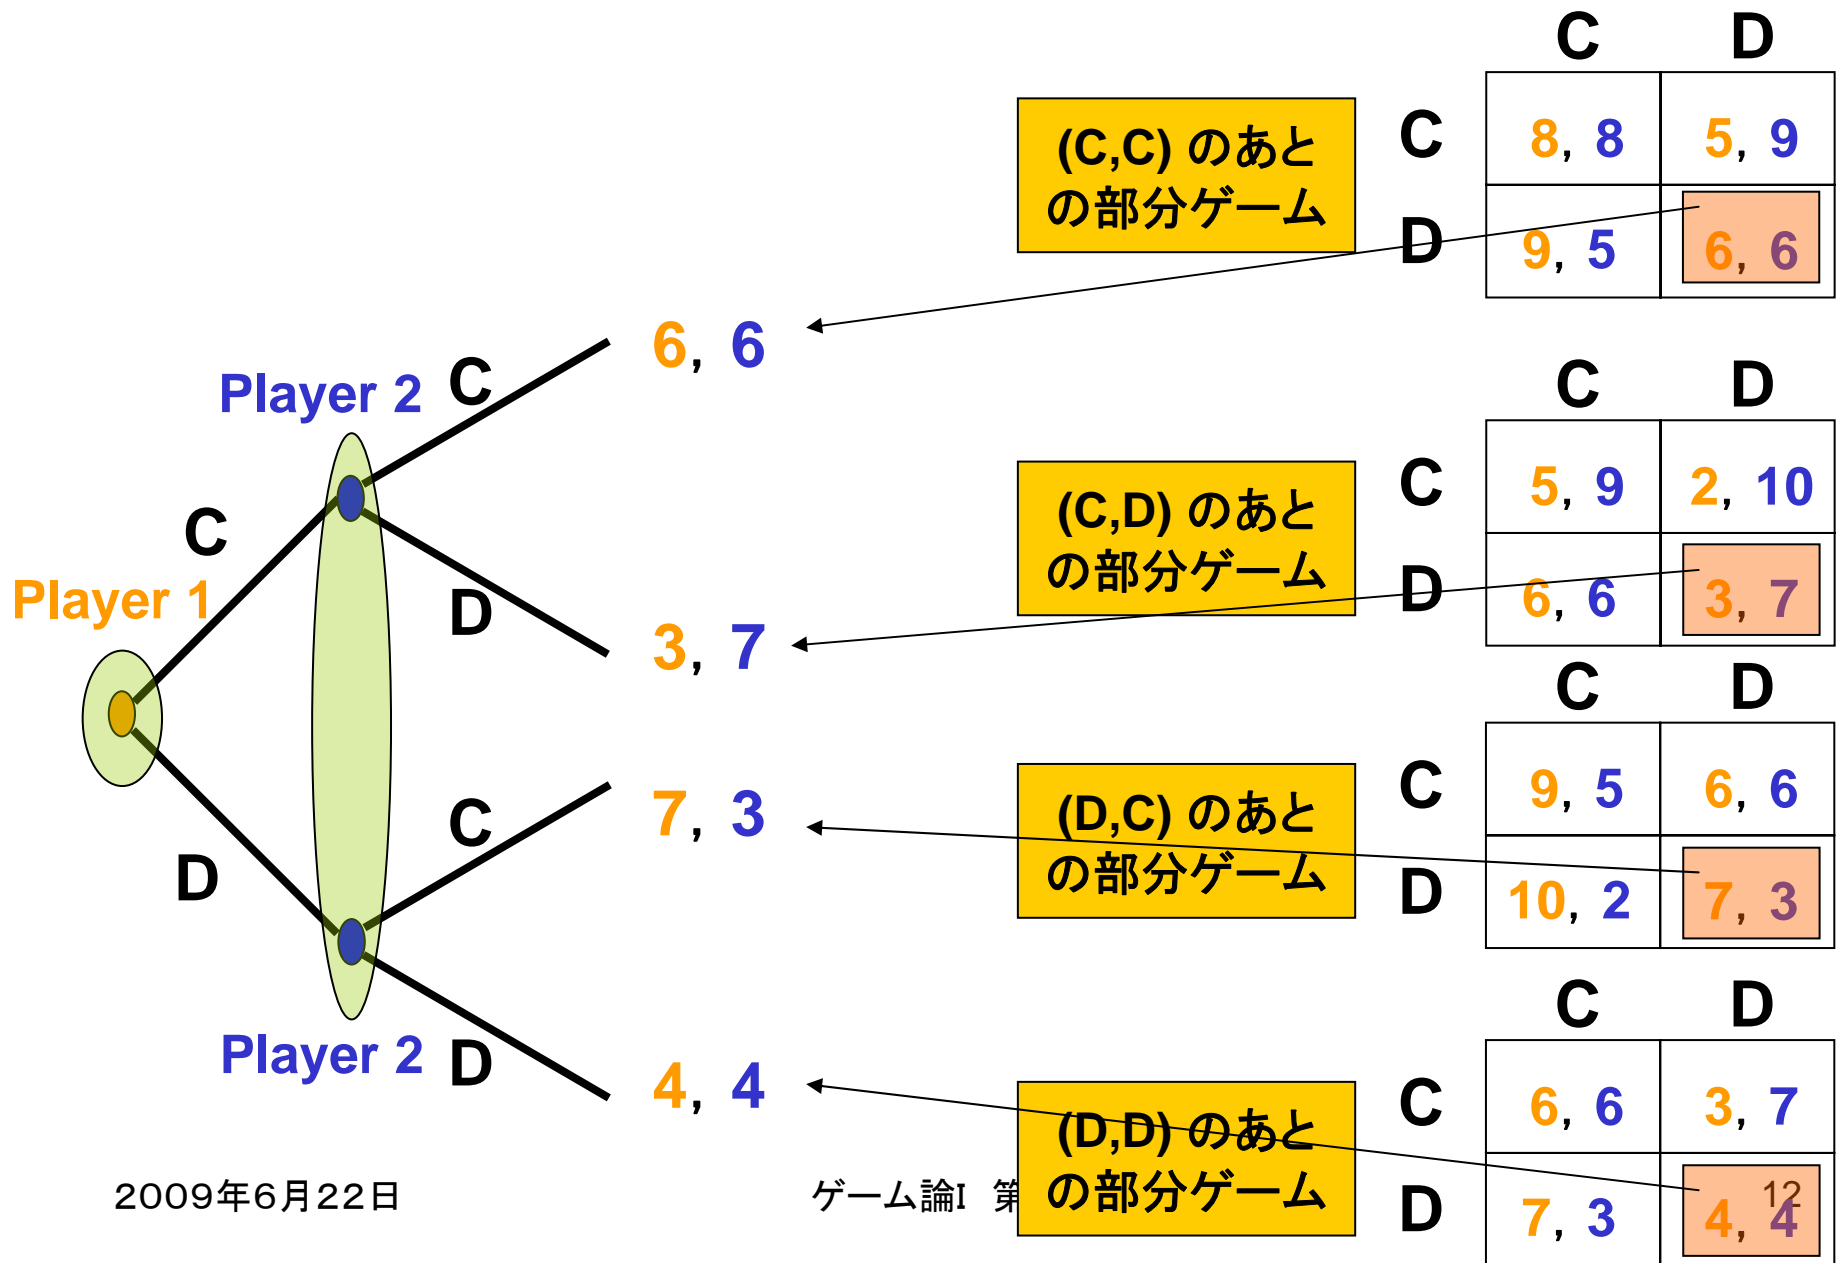 Player 1
C
D
Player 2
C
D
Player 2
C
D
6, 6
3, 7
7, 3
4, 4
(C,C) のあと
の部分ゲーム
C D
C 8, 8 5, 9
D 9, 5 6, 6
(C,D) のあと
の部分ゲーム
C D
C 5, 9 2, 10
D 6, 6 3, 7
(D,C) のあと
の部分ゲーム
C D
C 9, 5 6, 6
D 10, 2 7, 3
(D,D) のあと
の部分ゲーム
C D
C 6, 6 3, 7
D 7, 3 4, 4
2009年6月22日
ゲーム論I 第
12